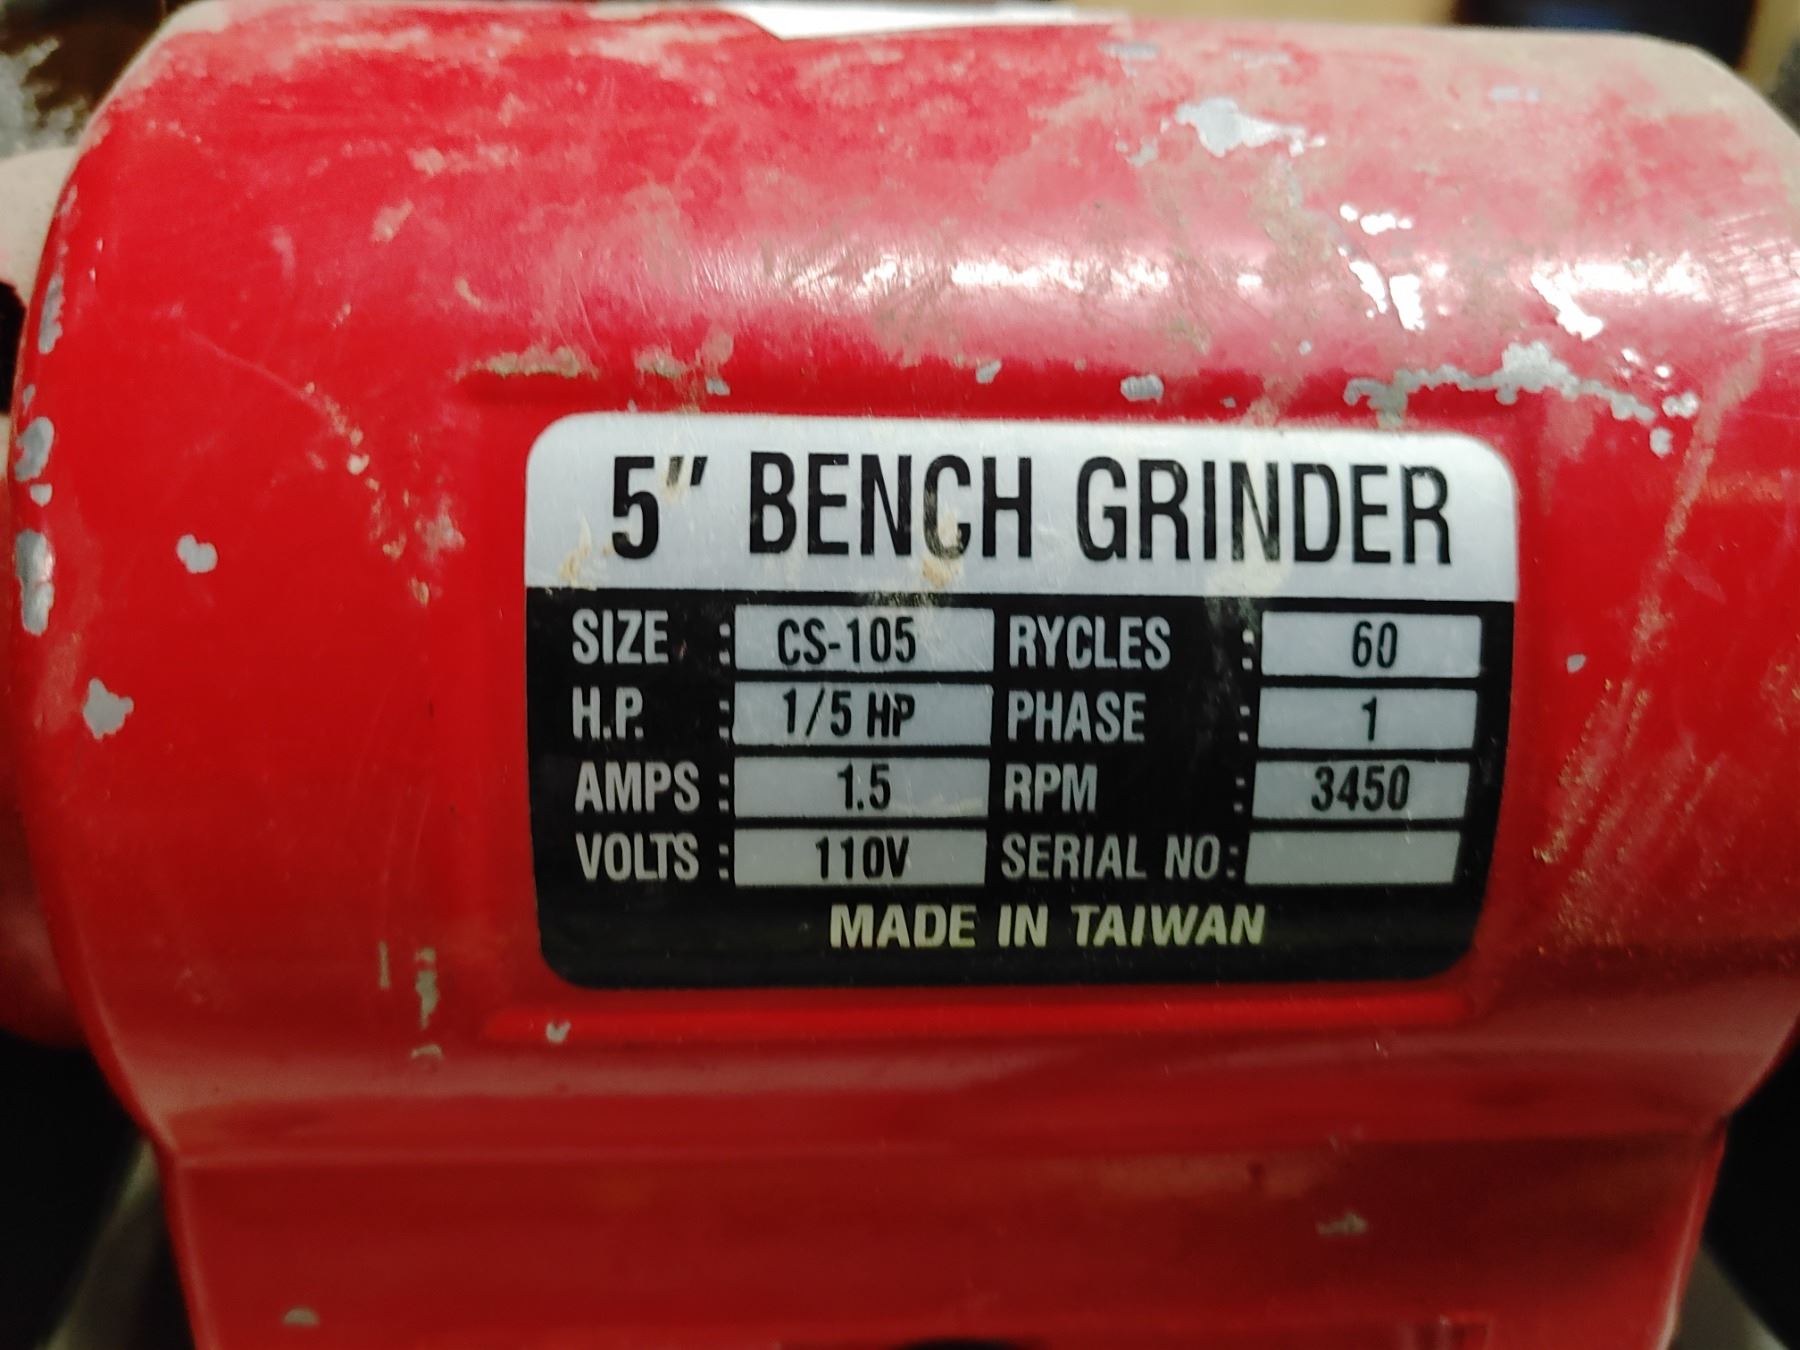 5" BENCH GRINDER
SIZE : CS-105 RYCLES : 60
H.P. : 1/5 HP PHASE : 1
AMPS : 1.5 RPM : 3450
VOLTS : 110V SERIAL NO:
MADE IN TAIWAN